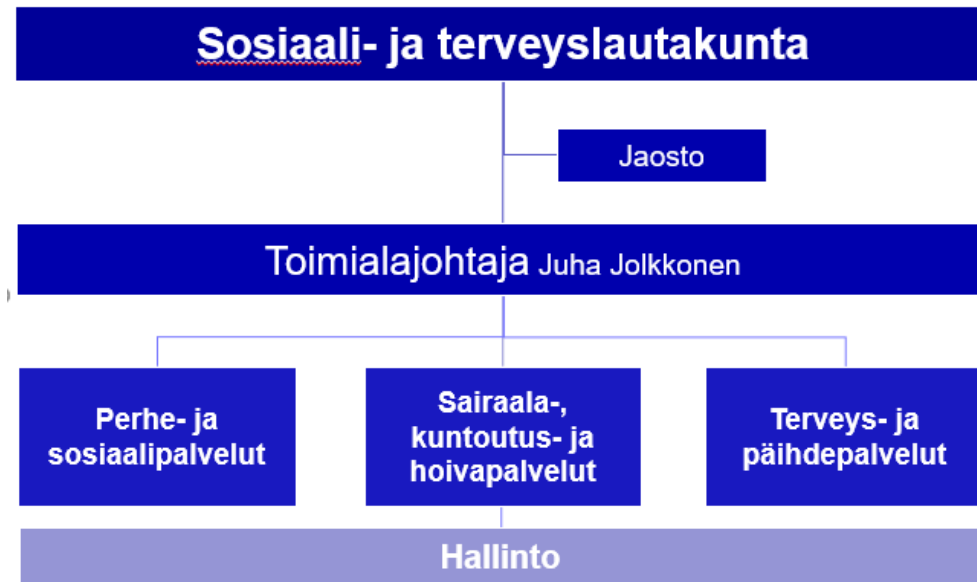 Sosiaali- ja terveyslautakunta
Jaosto
Toimialajohtaja Juha Jolkkonen
Perhe- ja
sosiaalipalvelut
Sairaala-,
kuntoutus- ja
hoivapalvelut
Terveys- ja
päihdepalvelut
Hallinto